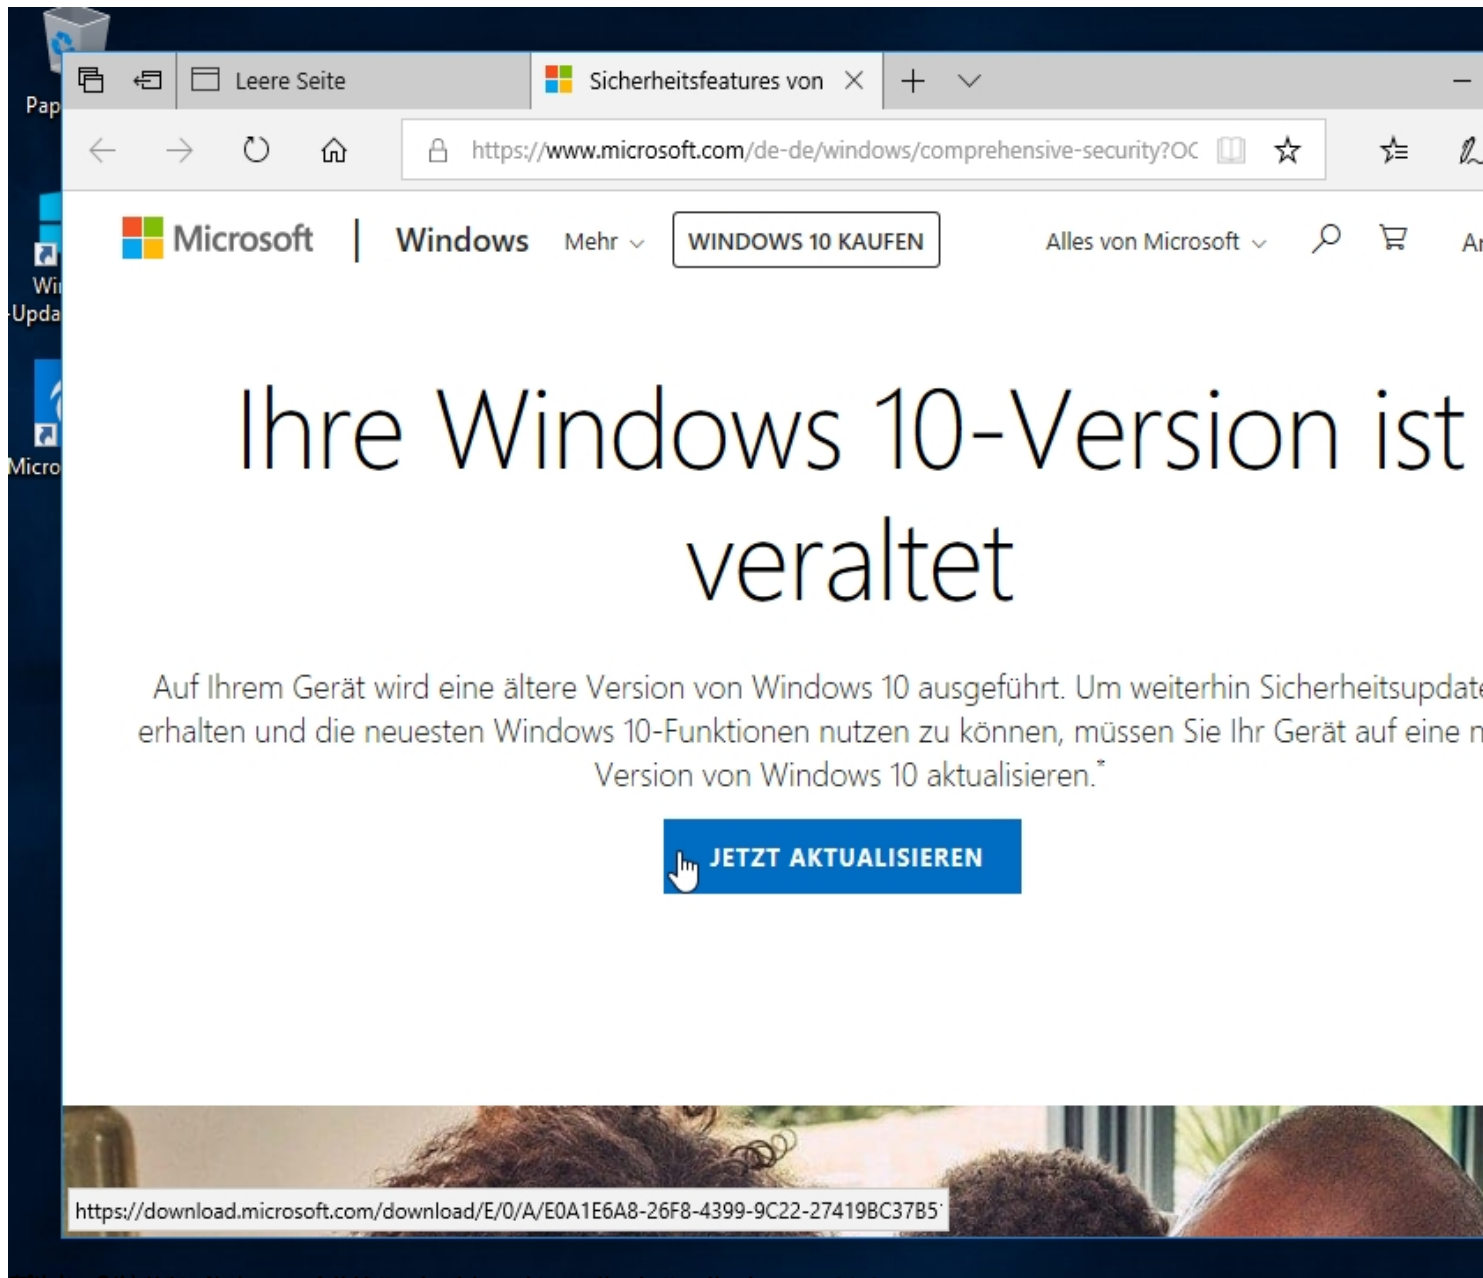 Leere Seite
Sicherheitsfeatures von
https://www.microsoft.com/de-de/windows/comprehensive-security?OC
Microsoft
Windows
Mehr
WINDOWS 10 KAUFEN
Alles von Microsoft
Pap
Wi
-Upda
Micro
Ihre Windows 10-Version ist
veraltet
Auf Ihrem Gerät wird eine ältere Version von Windows 10 ausgeführt. Um weiterhin Sicherheitsupdate
erhalten und die neuesten Windows 10-Funktionen nutzen zu können, müssen Sie Ihr Gerät auf eine n
Version von Windows 10 aktualisieren.*
JETZT AKTUALISIEREN
https://download.microsoft.com/download/E/0/A/E0A1E6A8-26F8-4399-9C22-27419BC37B5